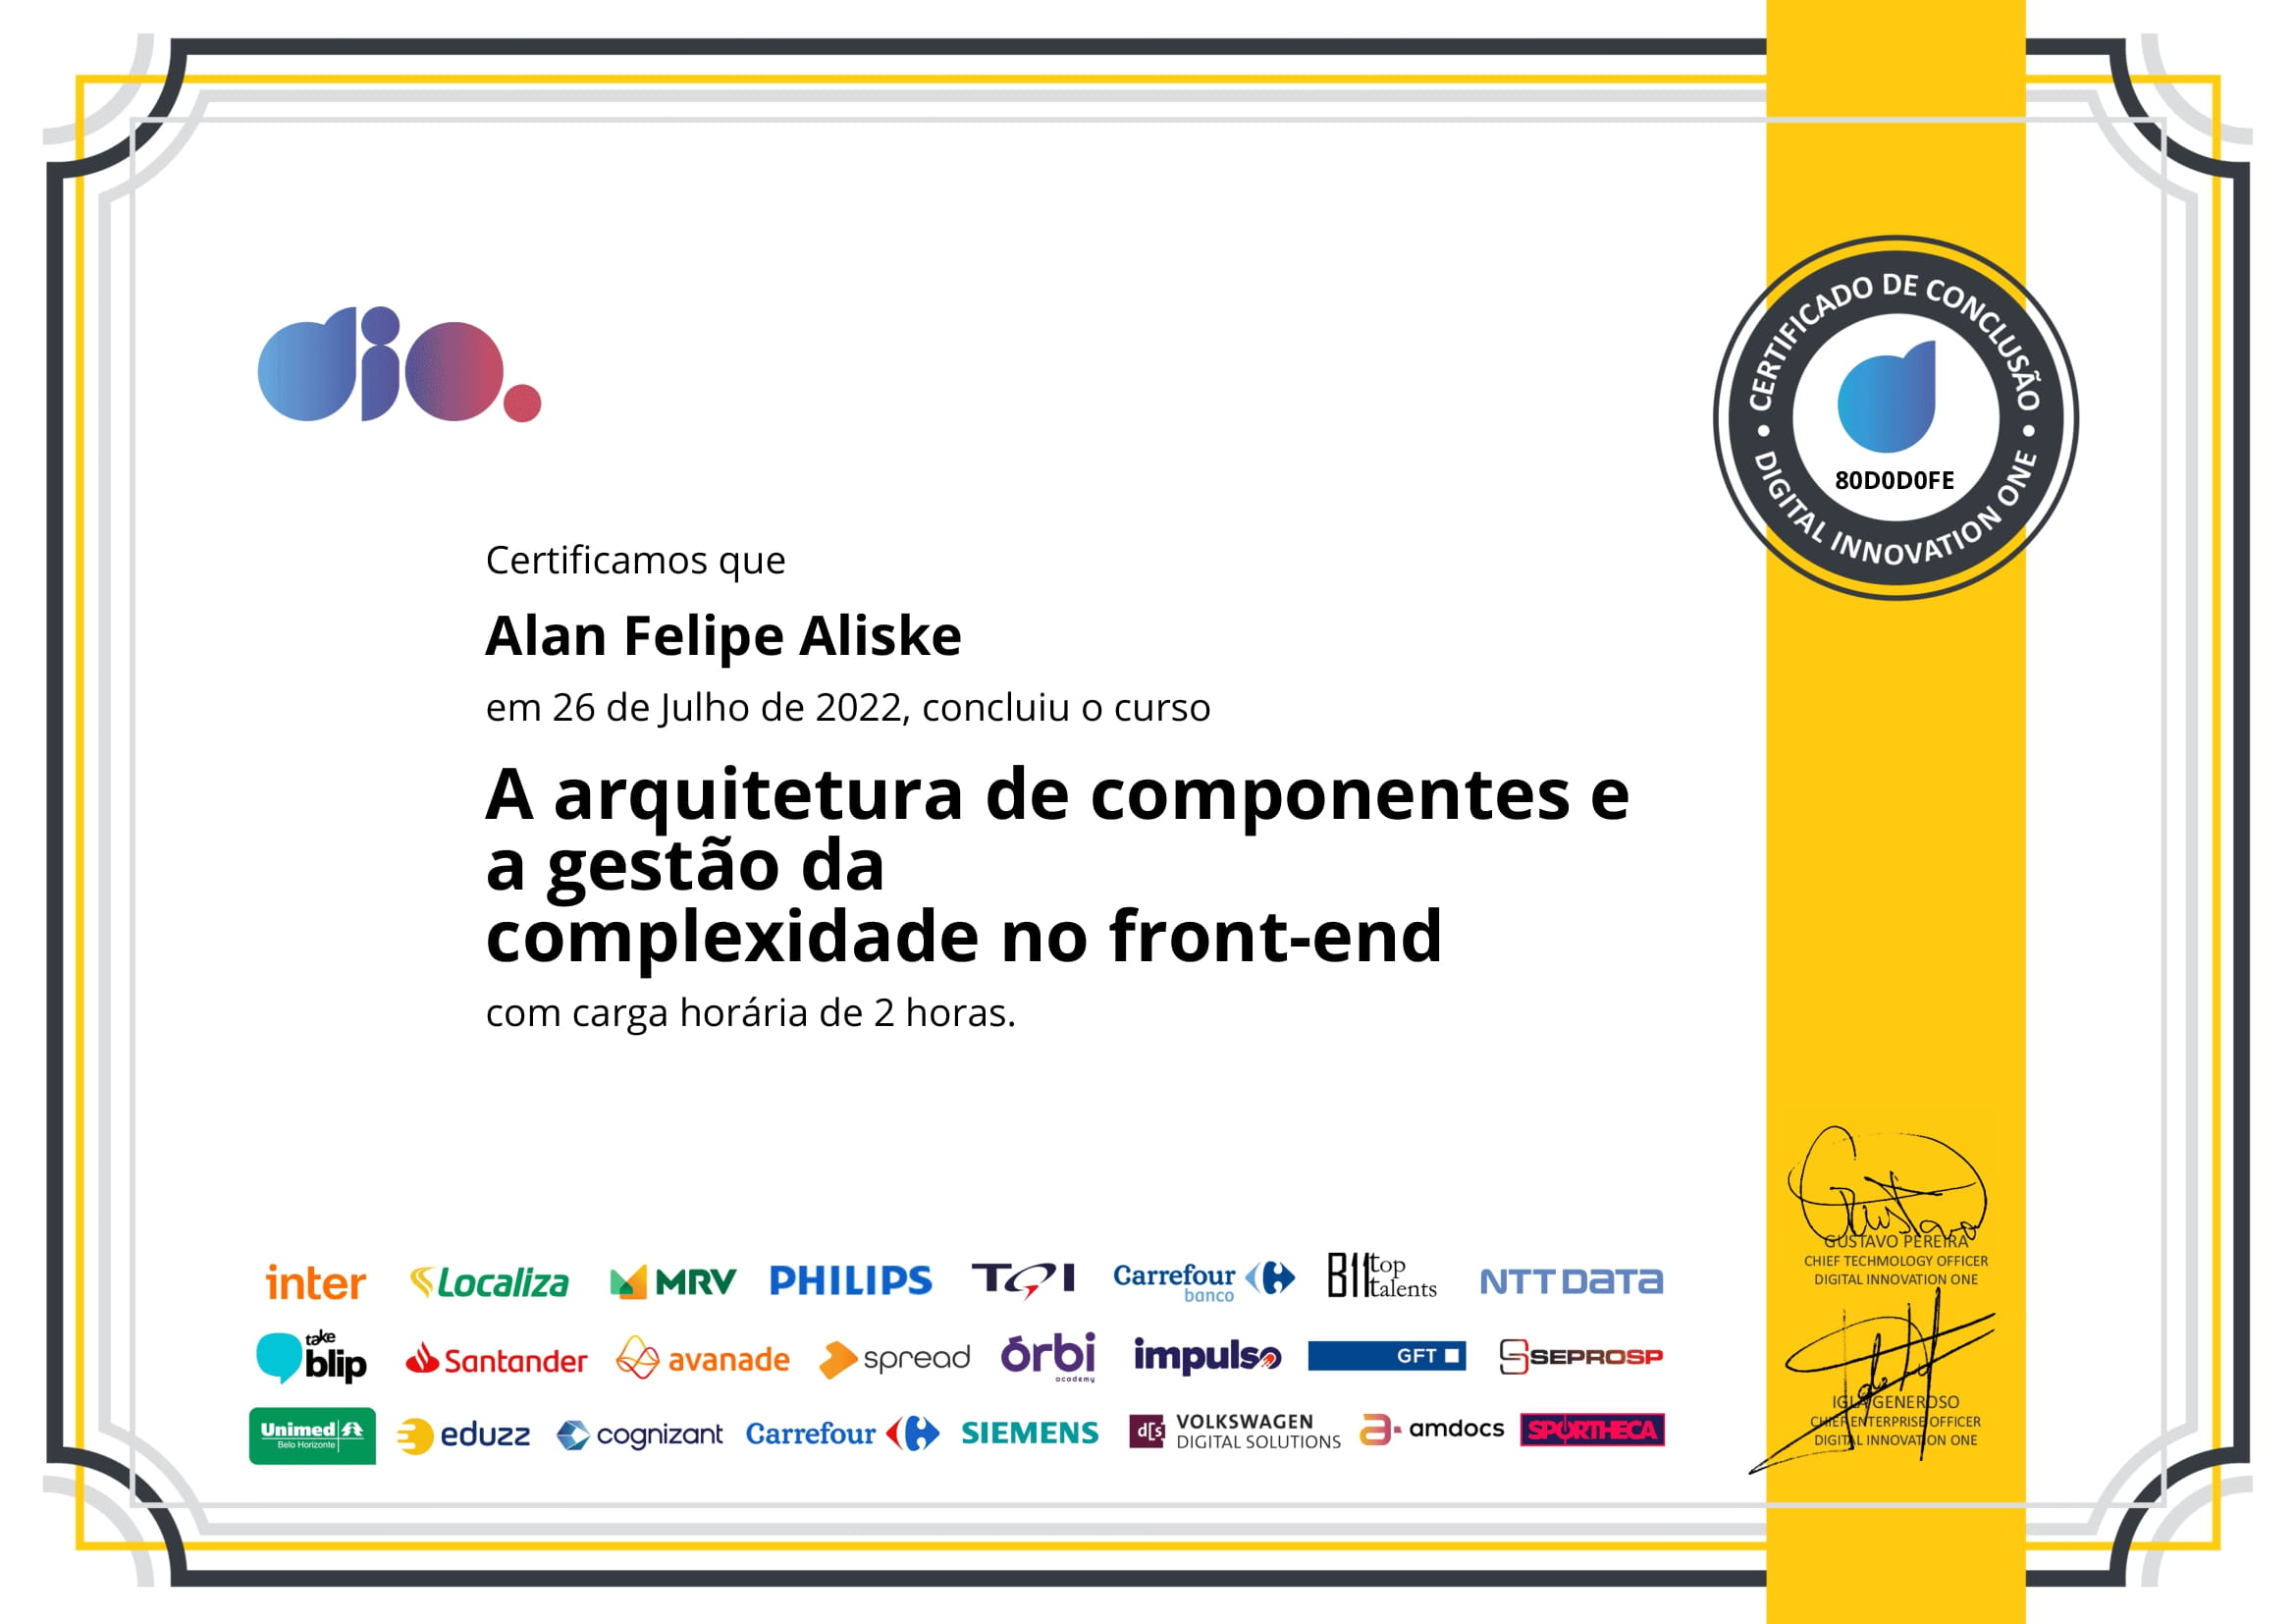 dio.
CERTIFICADO DE CONCLUSÃO
80D0D0FE
DIGITAL INNOVATION ONE
Certificamos que
Alan Felipe Aliske
em 26 de Julho de 2022, concluiu o curso
A arquitetura de componentes e
a gestão da
complexidade no front-end
com carga horária de 2 horas.
GUSTAVO PEREIRA
CHIEF TECHMOLOGY OFFICER
DIGITAL INNOVATION ONE
inter Localiza MRV PHILIPS TQI Carrefour banco B11 top talents NTT DATA
take blip Santander avanade spread órbi academy impulso GFT SEPROSP
IGLÁ GENEROSO
CHIEF ENTERPRISE OFFICER
DIGITAL INNOVATION ONE
Unimed Belo Horizonte eduzz cognizant Carrefour SIEMENS d[s VOLKSWAGEN DIGITAL SOLUTIONS a amdocs SPORTHECA